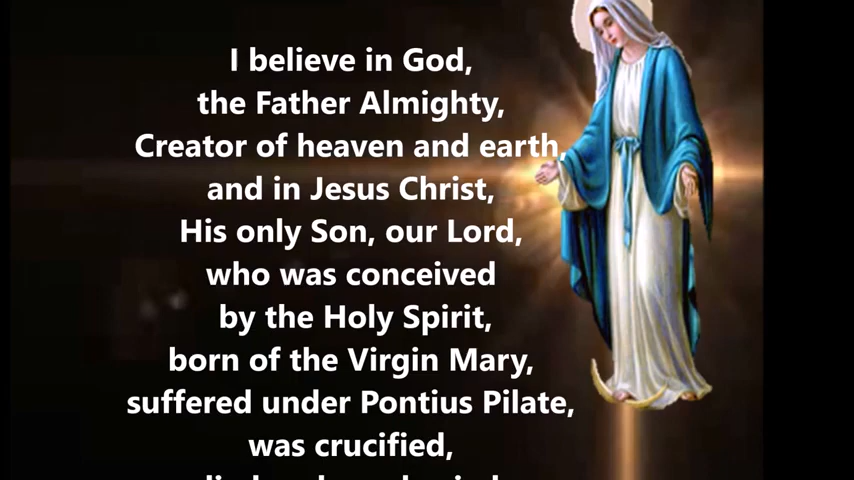 I believe in God,
the Father Almighty,
Creator of heaven and earth,
and in Jesus Christ,
His only Son, our Lord,
who was conceived
by the Holy Spirit,
born of the Virgin Mary,
suffered under Pontius Pilate,
was crucified,